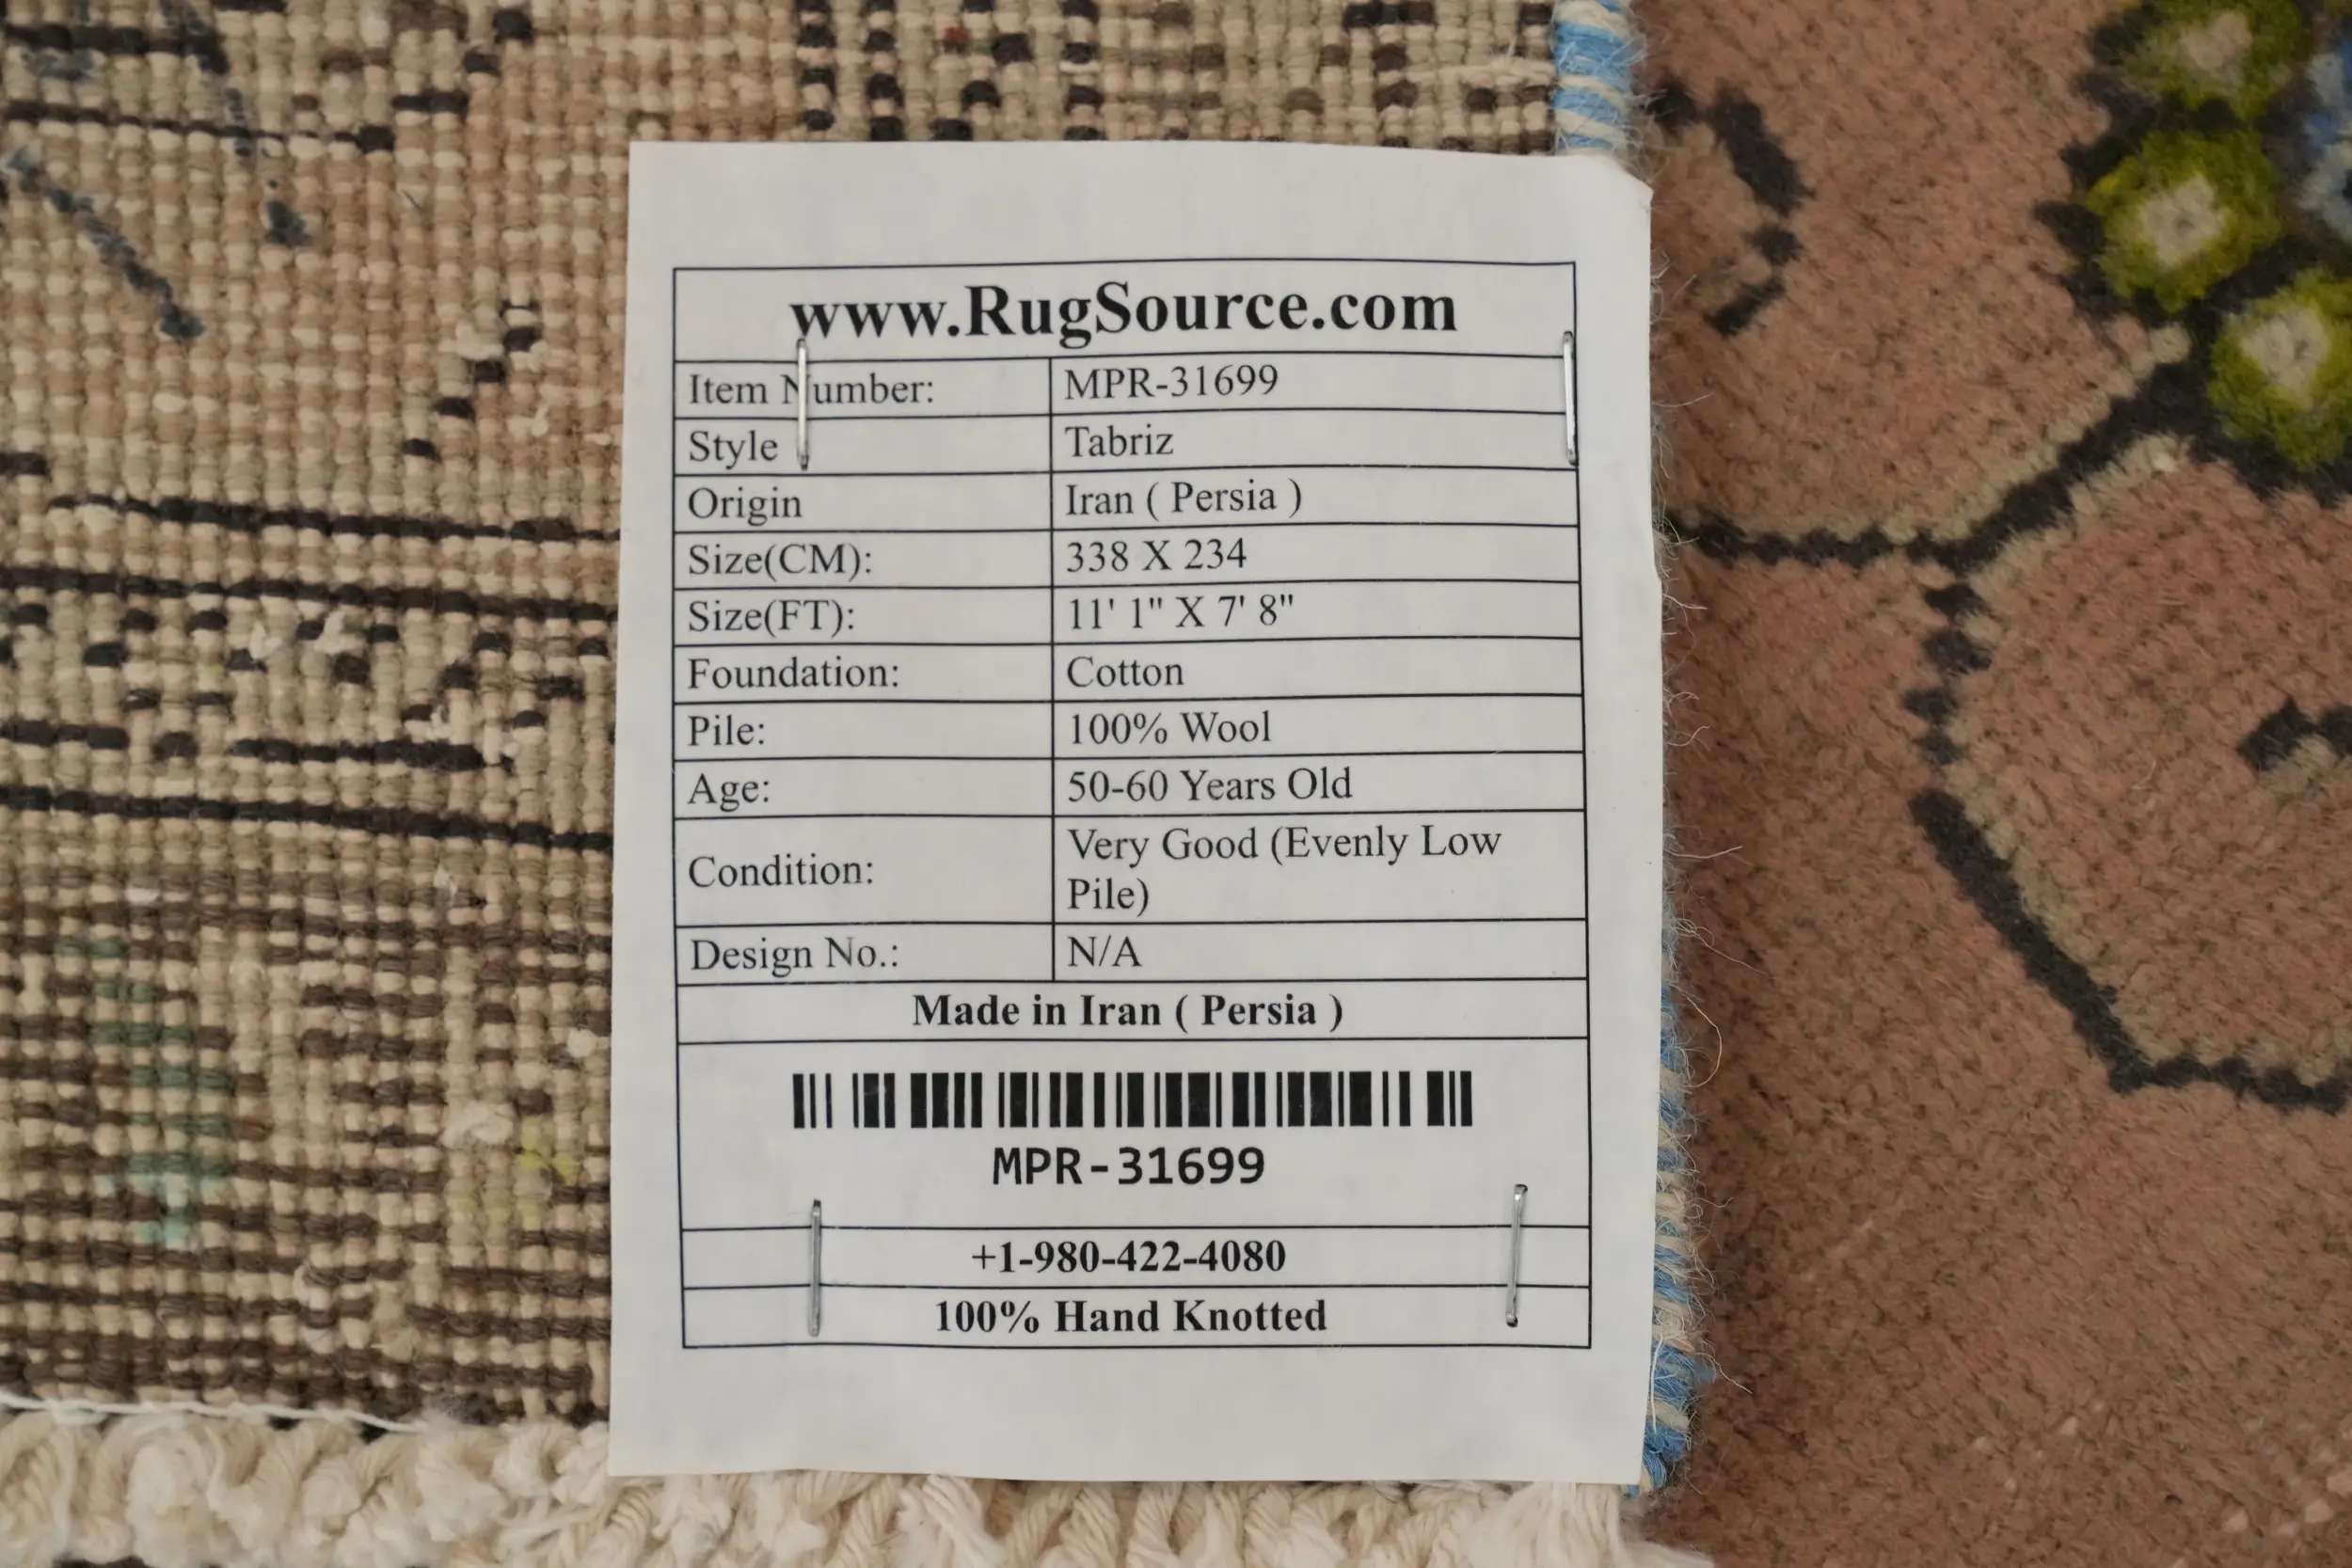 www.RugSource.com
Item Number: MPR-31699
Style Tabriz
Origin Iran ( Persia )
Size(CM): 338 X 234
Size(FT): 11' 1" X 7' 8"
Foundation: Cotton
Pile: 100% Wool
Age: 50-60 Years Old
Condition: Very Good (Evenly Low
Pile)
Design No.: N/A
Made in Iran ( Persia )
MPR-31699
+1-980-422-4080
100% Hand Knotted